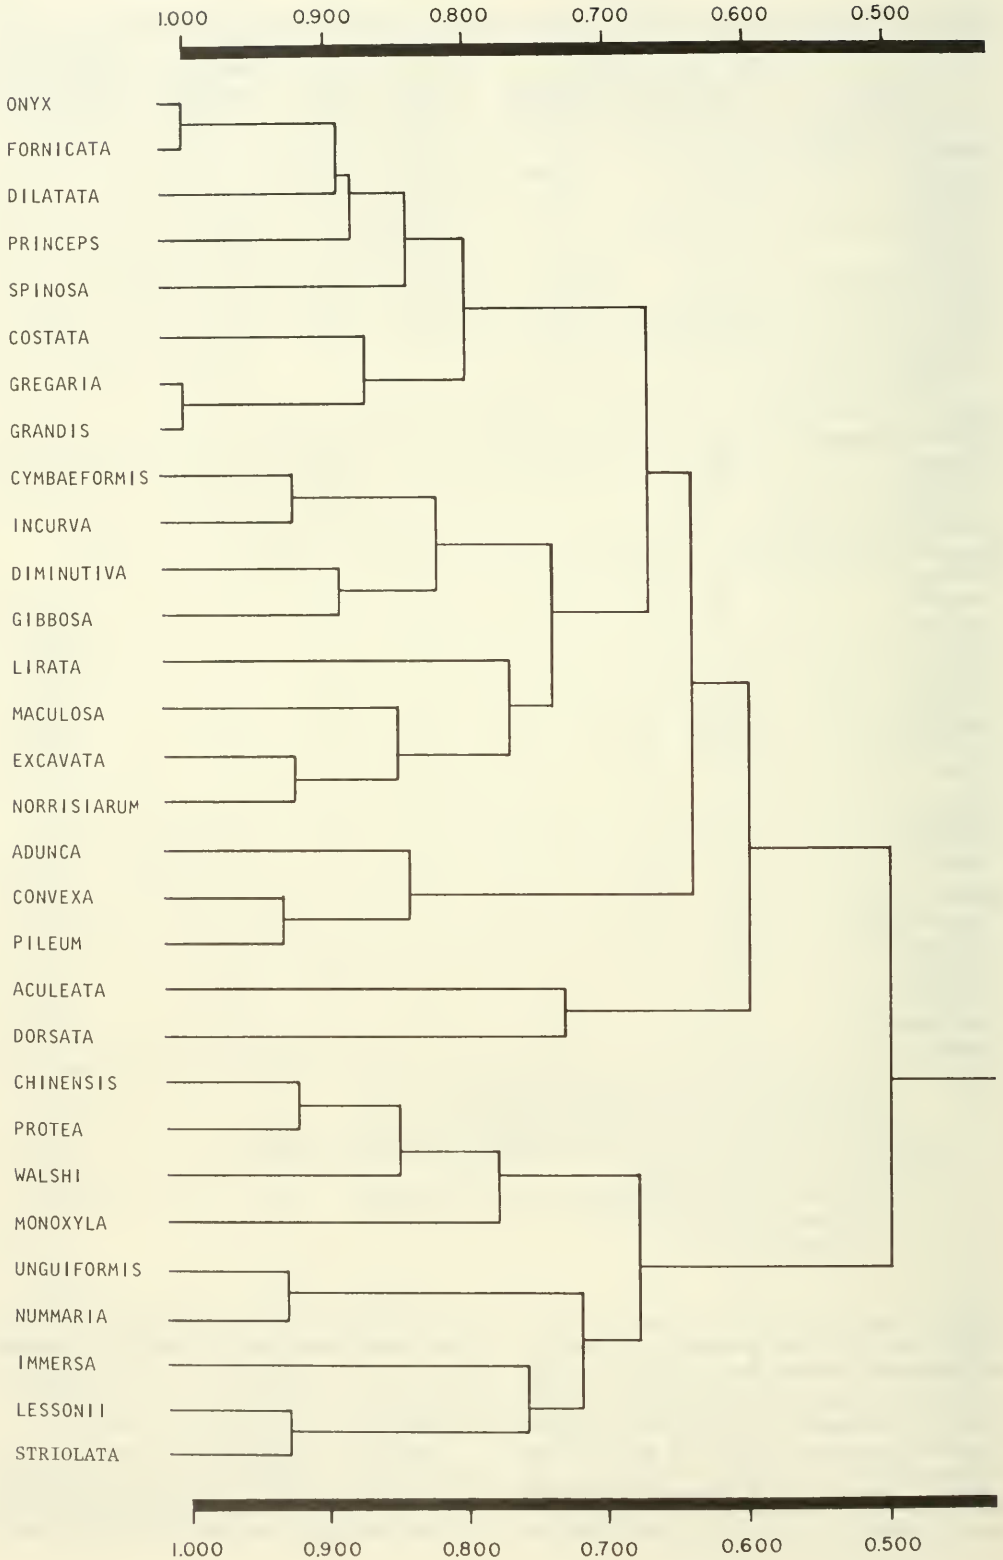 1.000 0.900 0.800 0.700 0.600 0.500
ONYX
FORNICATA
DILATATA
PRINCEPS
SPINOSA
COSTATA
GREGARIA
GRANDIS
CYMBAEFORMIS
INCURVA
DIMINUTIVA
GIBBOSA
LIRATA
MACULOSA
EXCAVATA
NORRISIARUM
ADUNCA
CONVEXA
PILEUM
ACULEATA
DORSATA
CHINENSIS
PROTEA
WALSHI
MONOXYLA
UNGUIFORMIS
NUMMARIA
IMMERSA
LESSONII
STRIOLATA
1.000 0.900 0.800 0.700 0.600 0.500